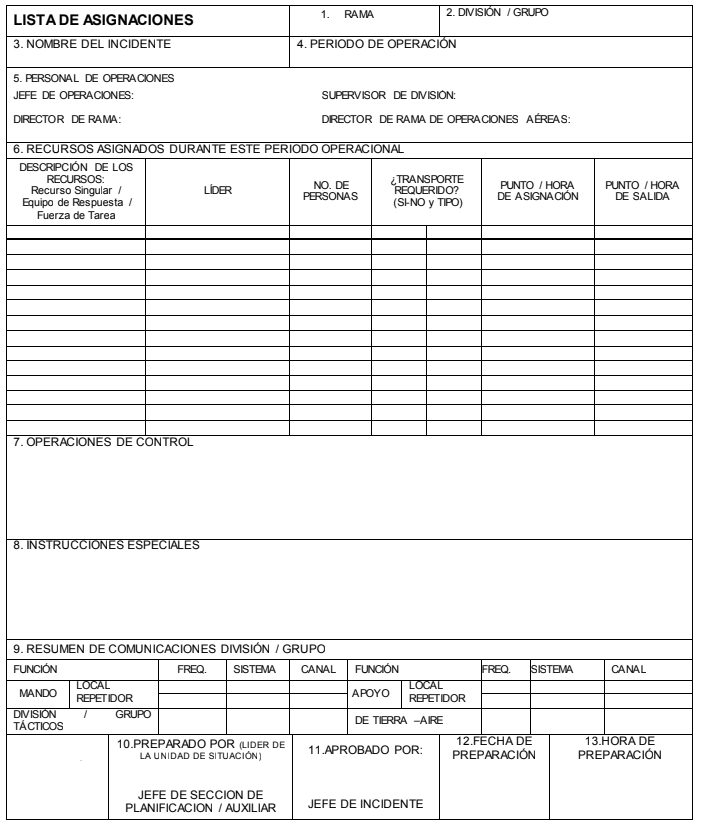 LISTA DE ASIGNACIONES
1. RAMA
2. DIVISIÓN / GRUPO
3. NOMBRE DEL INCIDENTE
4. PERIODO DE OPERACIÓN
5. PERSONAL DE OPERACIONES
JEFE DE OPERACIONES:
SUPERVISOR DE DIVISIÓN:
DIRECTOR DE RAMA:
DIRECTOR DE RAMA DE OPERACIONES AÉREAS:
6. RECURSOS ASIGNADOS DURANTE ESTE PERIODO OPERACIONAL
DESCRIPCIÓN DE LOS
RECURSOS:
Recurso Singular /
Equipo de Respuesta /
Fuerza de Tarea
LÍDER
NO. DE
PERSONAS
¿TRANSPORTE
REQUERIDO?
(SI-NO y TIPO)
PUNTO / HORA
DE ASIGNACIÓN
PUNTO / HORA
DE SALIDA
7. OPERACIONES DE CONTROL
8. INSTRUCCIONES ESPECIALES
9. RESUMEN DE COMUNICACIONES DIVISIÓN / GRUPO
FUNCIÓN
FREQ.
SISTEMA
CANAL
FUNCIÓN
FREQ.
SISTEMA
CANAL
MANDO
LOCAL
REPETIDOR
APOYO
LOCAL
REPETIDOR
DIVISIÓN / GRUPO
TÁCTICOS
DE TIERRA –AIRE
10.PREPARADO POR (LIDER DE
LA UNIDAD DE SITUACIÓN)
JEFE DE SECCION DE
PLANIFICACION / AUXILIAR
11.APROBADO POR:
JEFE DE INCIDENTE
12.FECHA DE
PREPARACIÓN
13.HORA DE
PREPARACIÓN